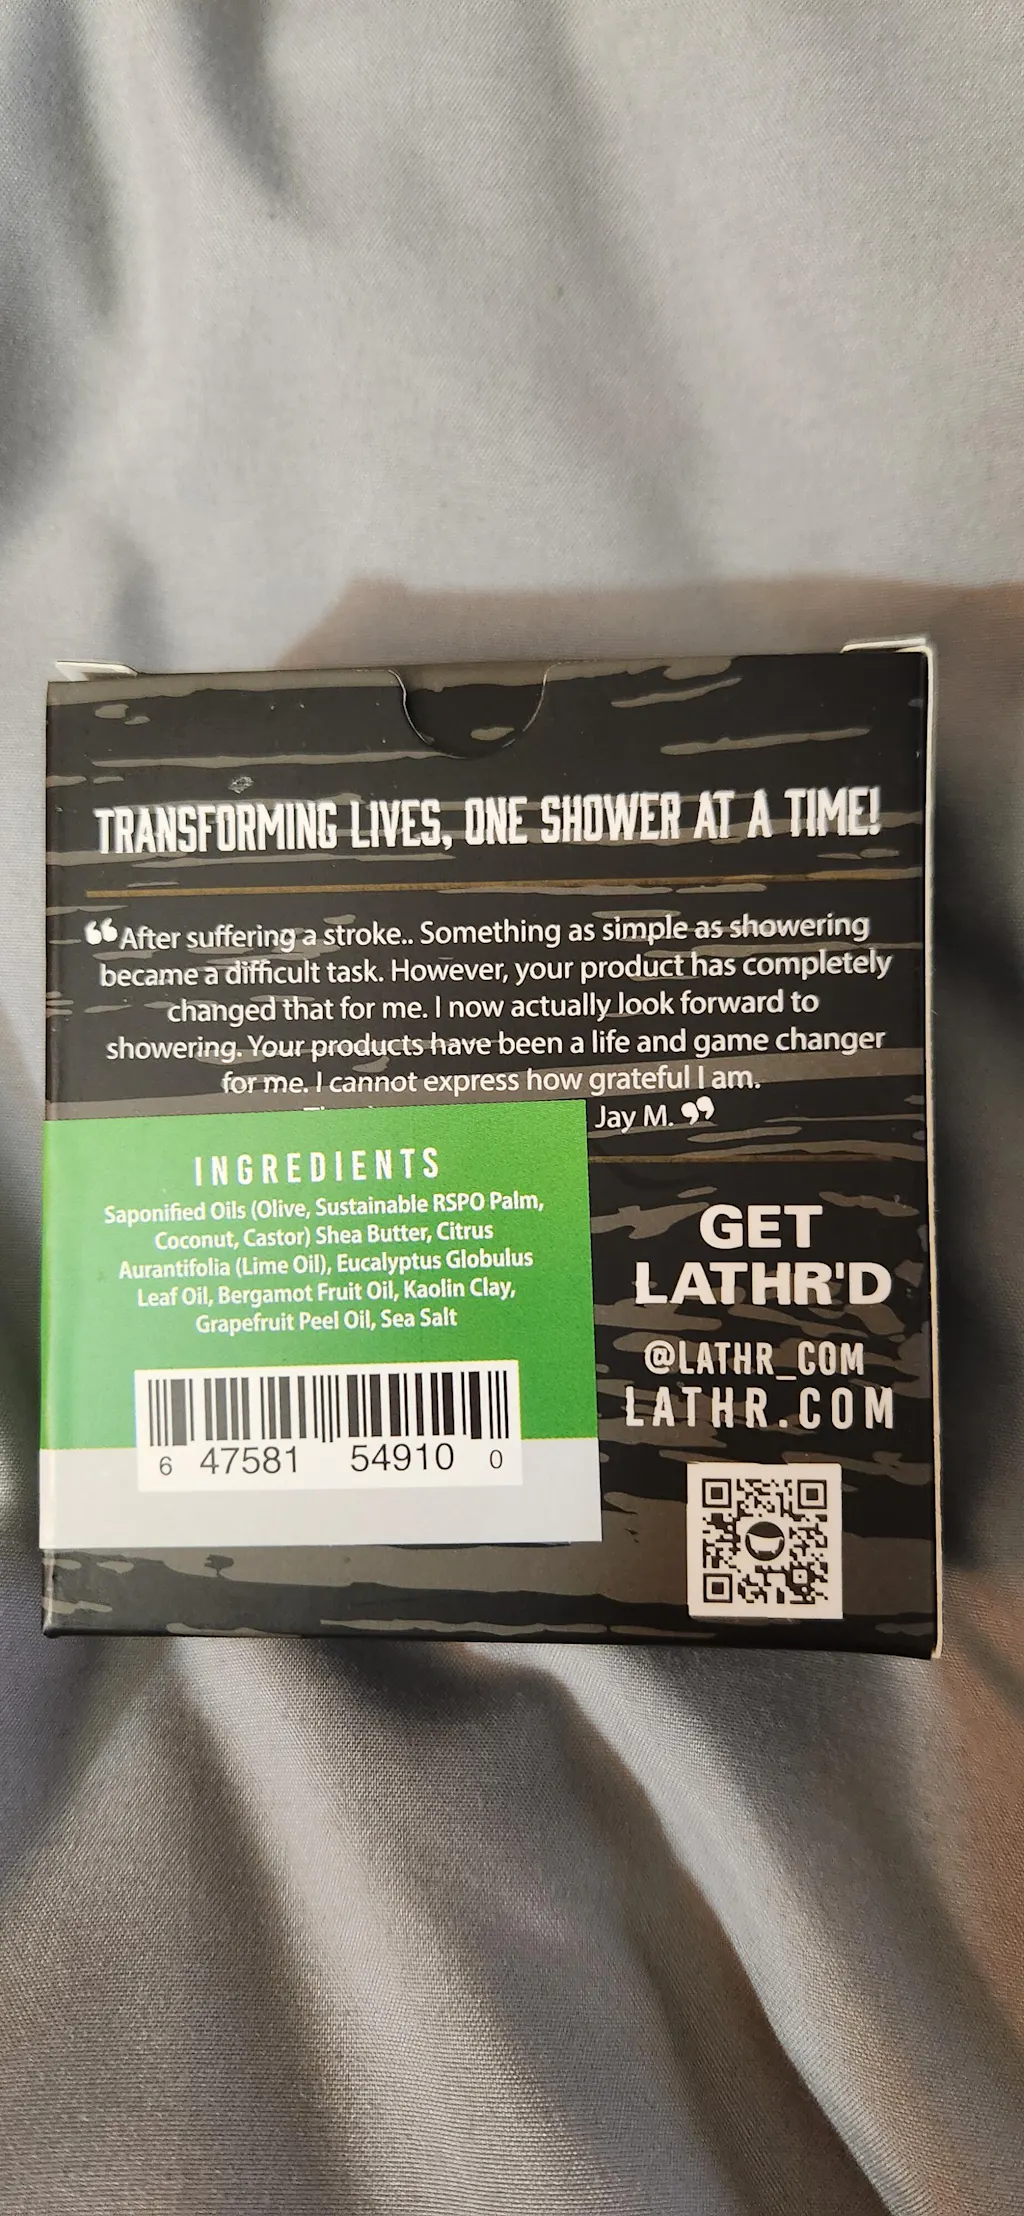 TRANSFORMING LIVES, ONE SHOWER AT A TIME!
“After suffering a stroke.. Something as simple as showering
became a difficult task. However, your product has completely
changed that for me. I now actually look forward to
showering. Your products have been a life and game changer
for me. I cannot express how grateful I am.
Jay M.”
INGREDIENTS
Saponified Oils (Olive, Sustainable RSPO Palm,
Coconut, Castor) Shea Butter, Citrus
Aurantifolia (Lime Oil), Eucalyptus Globulus
Leaf Oil, Bergamot Fruit Oil, Kaolin Clay,
Grapefruit Peel Oil, Sea Salt
6 47581 54910 0
GET
LATHR'D
@LATHR_COM
LATHR.COM